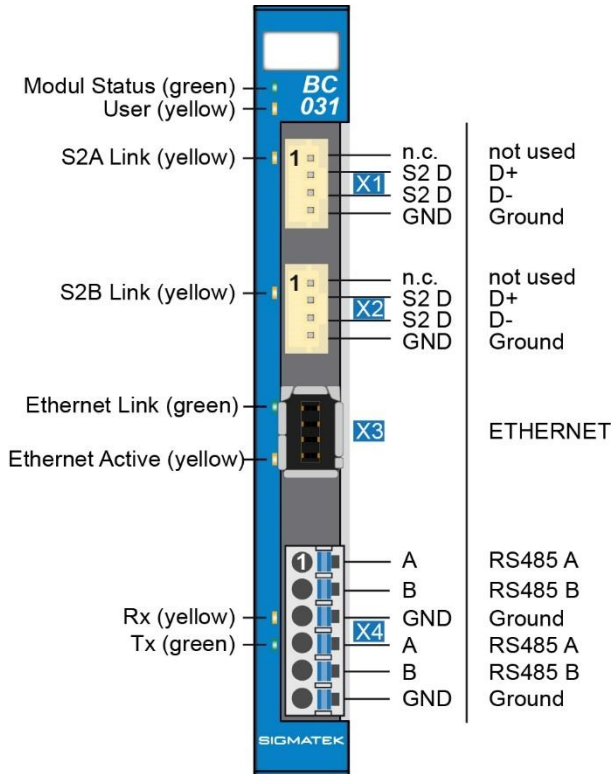 BC
031
Modul Status (green)
User (yellow)
S2A Link (yellow)
1
X1
n.c. not used
S2 D D+
S2 D D-
GND Ground
S2B Link (yellow)
1
X2
n.c. not used
S2 D D+
S2 D D-
GND Ground
Ethernet Link (green)
Ethernet Active (yellow)
X3 ETHERNET
1
A RS485 A
B RS485 B
Rx (yellow)
GND Ground
X4
Tx (green)
A RS485 A
B RS485 B
GND Ground
SIGMATEK